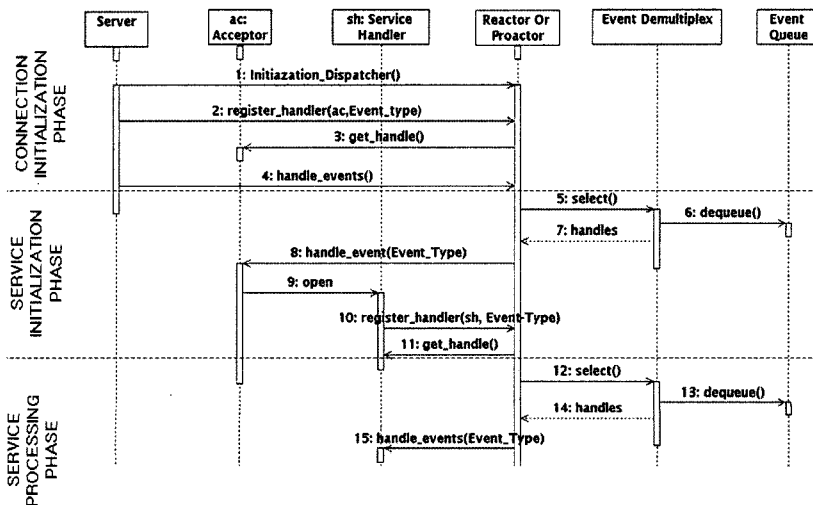 Server
ac:
Acceptor
sh: Service
Handler
Reactor Or
Proactor
Event Demultiplex
Event
Queue
CONNECTION
INITIALIZATION
PHASE
1: Initiazation_Dispatcher()
2: register_handler(ac,Event_type)
3: get_handle()
4: handle_events()
SERVICE
INITIALIZATION
PHASE
5: select()
6: dequeue()
7: handles
8: handle_event(Event_Type)
9: open
10: register_handler(sh, Event-Type)
11: get_handle()
SERVICE
PROCESSING
PHASE
12: select()
13: dequeue()
14: handles
15: handle_events(Event_Type)